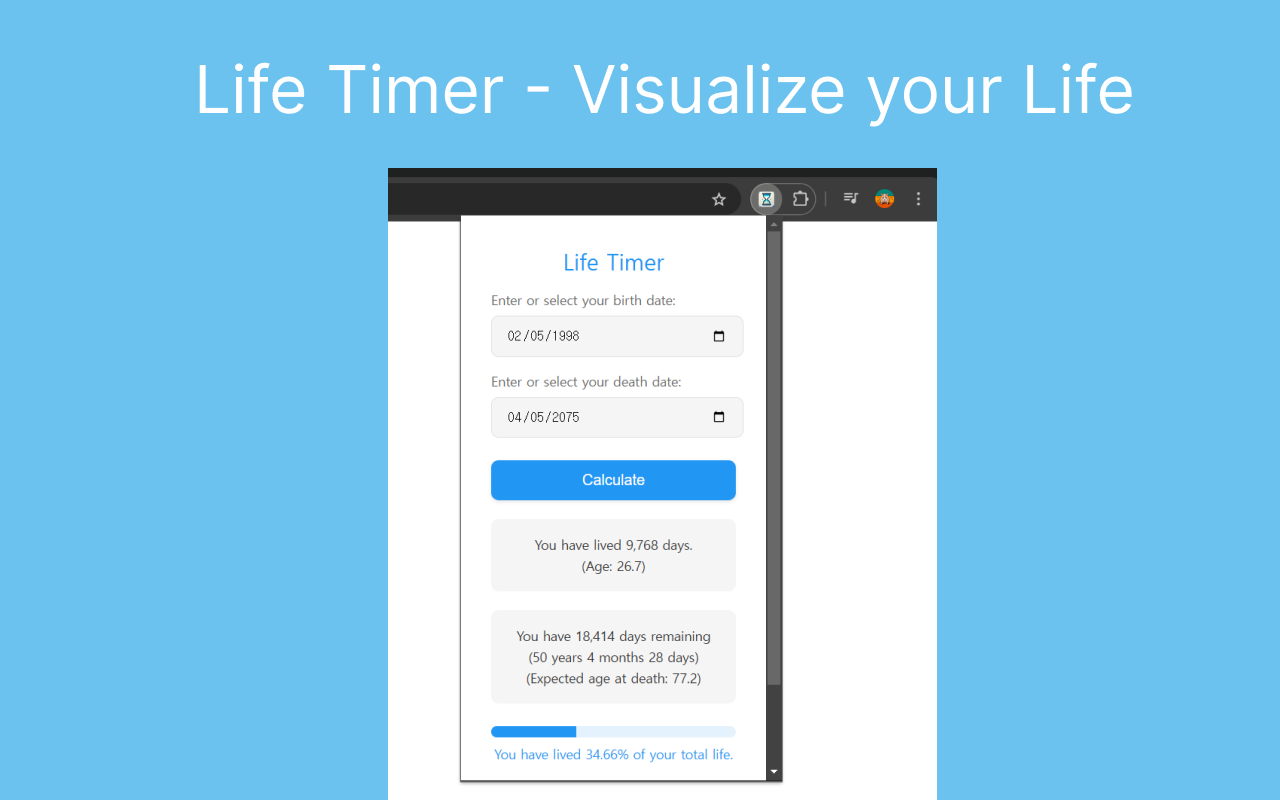 Life Timer - Visualize your Life
Life Timer
Enter or select your birth date:
02/05/1998
Enter or select your death date:
04/05/2075
Calculate
You have lived 9,768 days.
(Age: 26.7)
You have 18,414 days remaining
(50 years 4 months 28 days)
(Expected age at death: 77.2)
You have lived 34.66% of your total life.